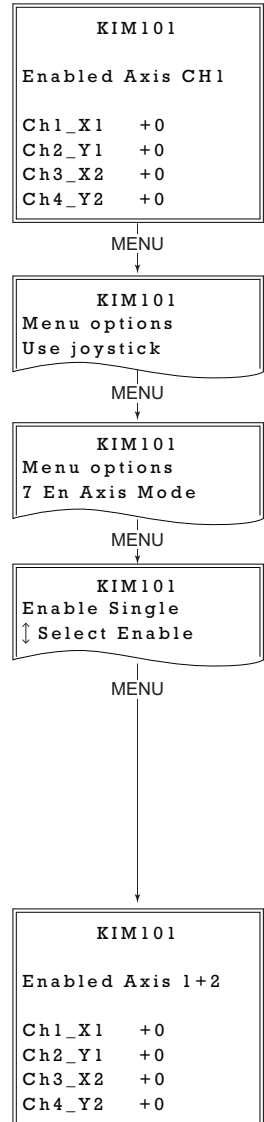 KIM101
Enabled Axis CH1
Ch1_X1 +0
Ch2_Y1 +0
Ch3_X2 +0
Ch4_Y2 +0
MENU
KIM101
Menu options
Use joystick
MENU
KIM101
Menu options
7 En Axis Mode
MENU
KIM101
Enable Single
↕ Select Enable
MENU
KIM101
Enabled Axis 1+2
Ch1_X1 +0
Ch2_Y1 +0
Ch3_X2 +0
Ch4_Y2 +0